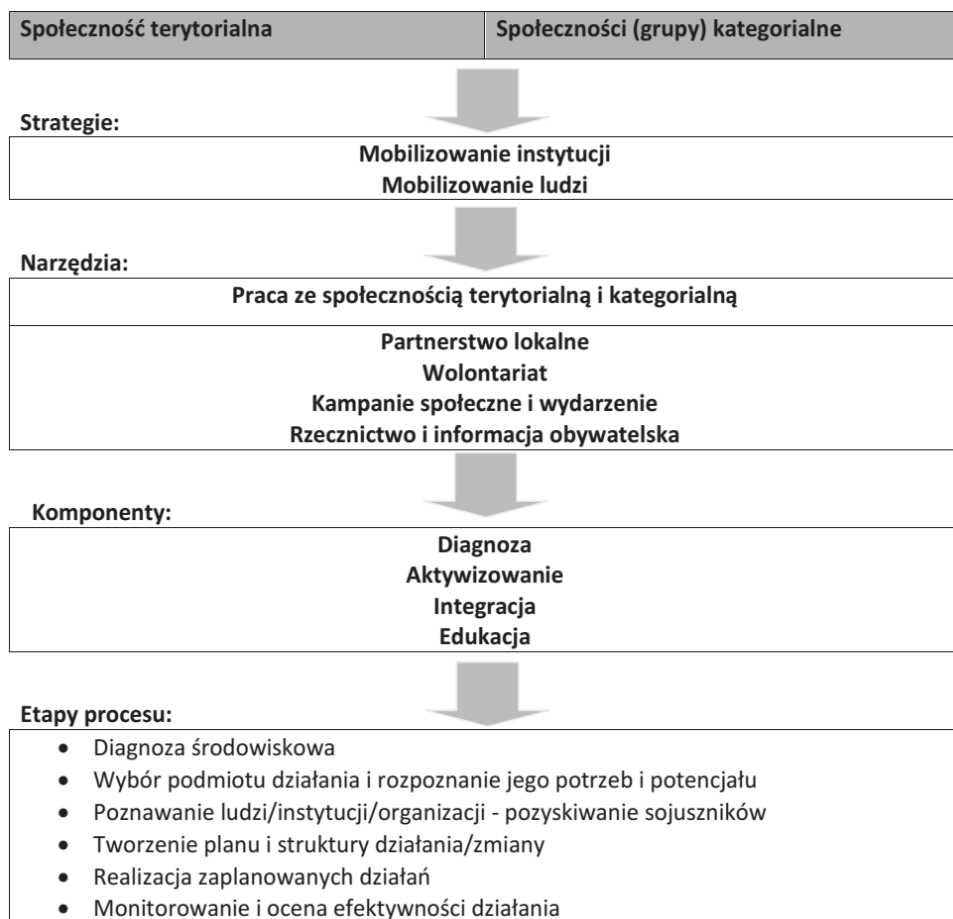 Społeczność terytorialna
Społeczności (grupy) kategorialne
Strategie:
Mobilizowanie instytucji
Mobilizowanie ludzi
Narzędzia:
Praca ze społecznością terytorialną i kategorialną
Partnerstwo lokalne
Wolontariat
Kampanie społeczne i wydarzenie
Rzecznictwo i informacja obywatelska
Komponenty:
Diagnoza
Aktywizowanie
Integracja
Edukacja
Etapy procesu:
• Diagnoza środowiskowa
• Wybór podmiotu działania i rozpoznanie jego potrzeb i potencjału
• Poznawanie ludzi/instytucji/organizacji - pozyskiwanie sojuszników
• Tworzenie planu i struktury działania/zmiany
• Realizacja zaplanowanych działań
• Monitorowanie i ocena efektywności działania